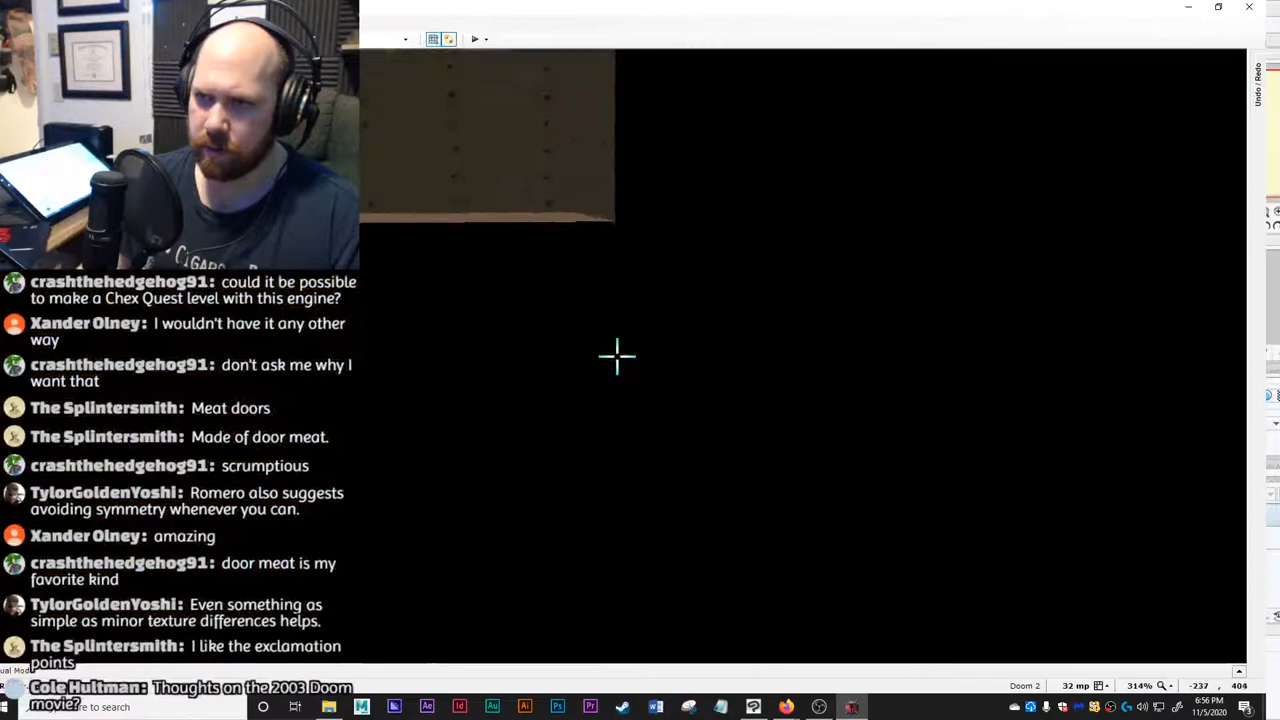 Undo / Redo
CIGARS
crashthehedgehog91: could it be possible
to make a Chex Quest level with this engine?
Xander Olney: I wouldn't have it any other
way
crashthehedgehog91: don't ask me why I
want that
The Splintersmith: Meat doors
The Splintersmith: Made of door meat.
crashthehedgehog91: scrumptious
TylorGoldenYoshi: Romero also suggests
avoiding symmetry whenever you can.
Xander Olney: amazing
crashthehedgehog91: door meat is my
favorite kind
TylorGoldenYoshi: Even something as
simple as minor texture differences helps.
The Splintersmith: I like the exclamation
points
Cole Hultman: Thoughts on the 2003 Doom
movie?
Doom 2 32 mp 314% -237 , 404
here to search
6:56 PM
11/5/2020